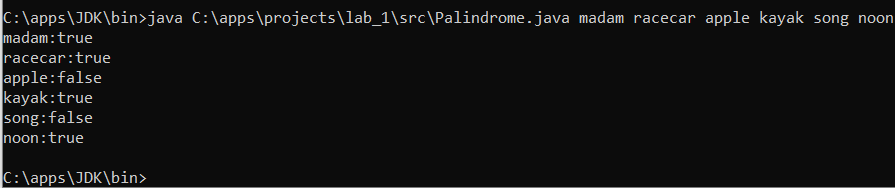 C:\apps\JDK\bin>java C:\apps\projects\lab_1\src\Palindrome.java madam racecar apple kayak song noon
madam:true
racecar:true
apple:false
kayak:true
song:false
noon:true
C:\apps\JDK\bin>